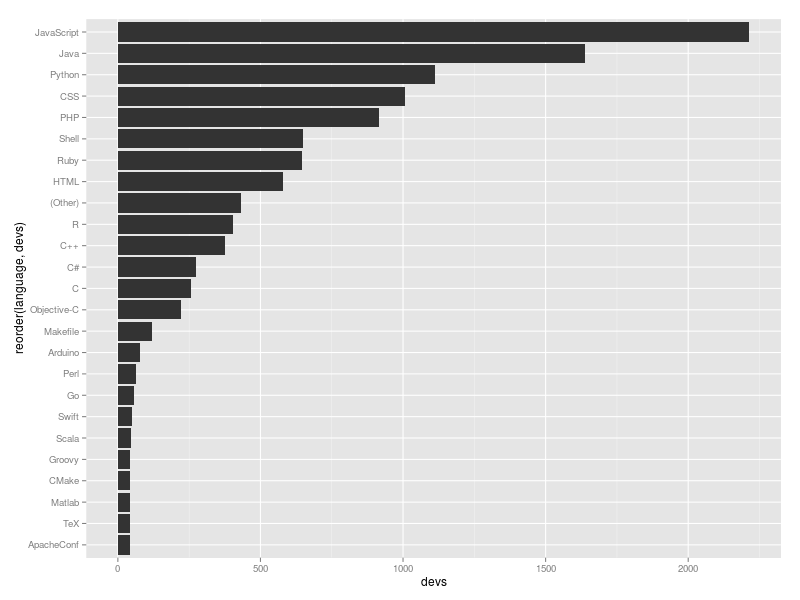 JavaScript
Java
Python
CSS
PHP
Shell
Ruby
HTML
(Other)
R
C++
C#
C
Objective-C
Makefile
Arduino
Perl
Go
Swift
Scala
Groovy
CMake
Matlab
TeX
ApacheConf
reorder(language, devs)
0 500 1000 1500 2000
devs